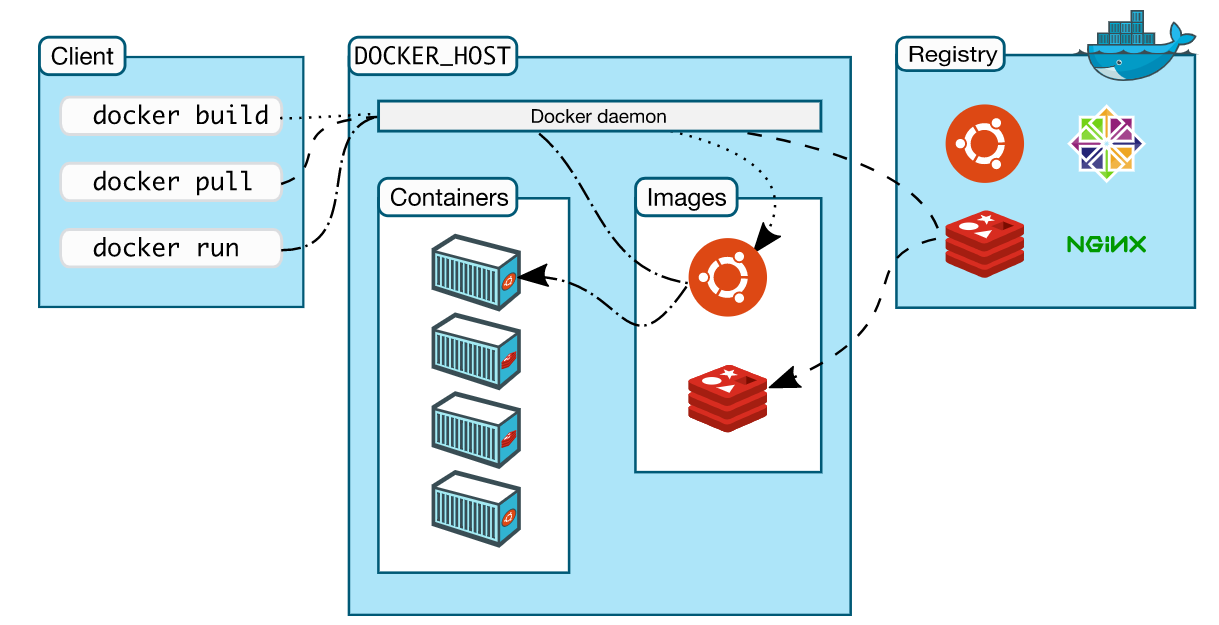 Client
docker build
docker pull
docker run
DOCKER_HOST
Docker daemon
Containers
Images
Registry
NGiNX